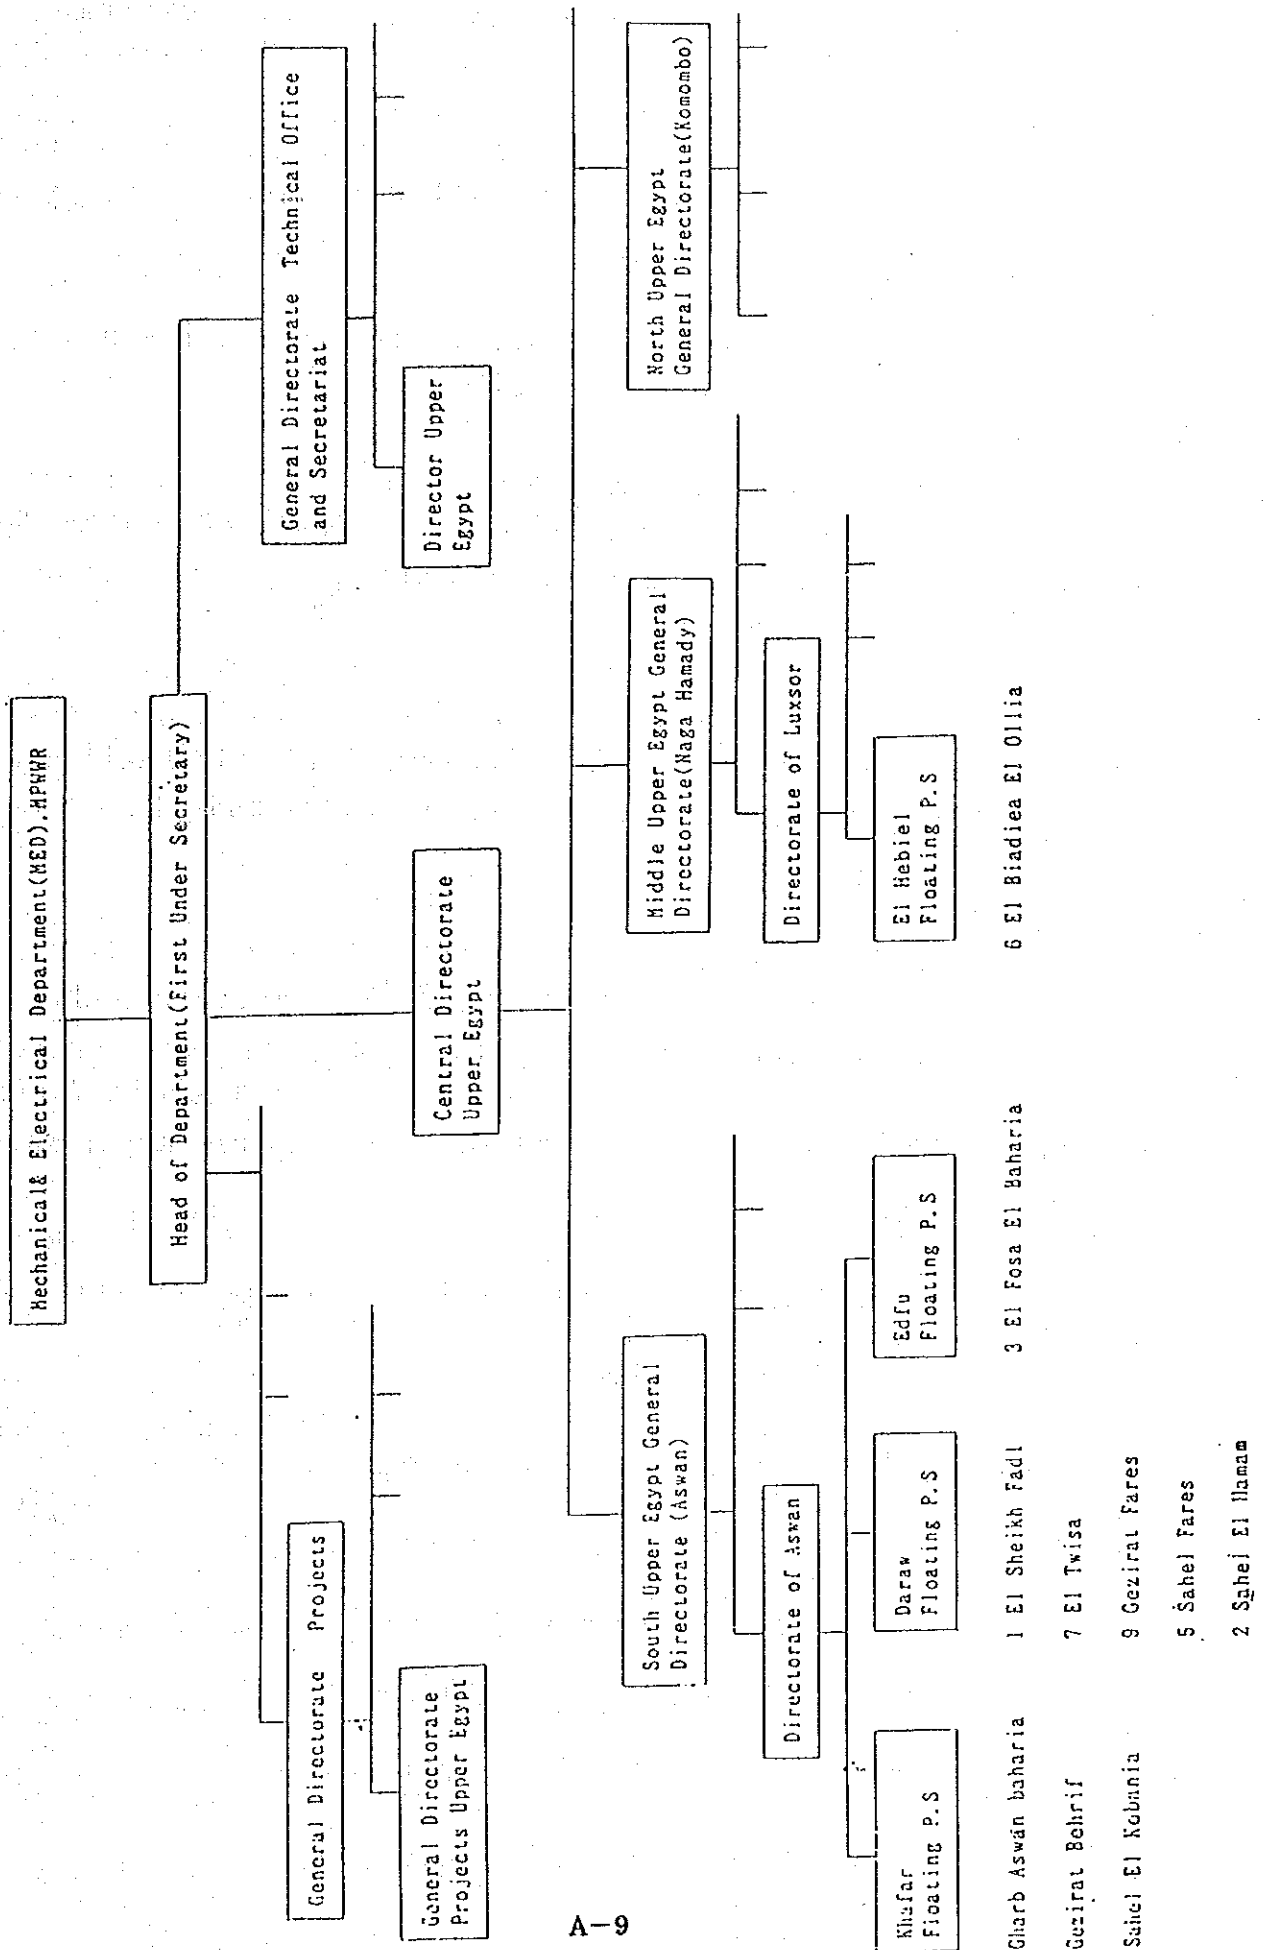 Mechanical& Electrical Department(MED).MPWWR
Head of Department(First Under Secretary)
General Directorate Projects
General Directorate Technical Office
and Secretariat
General Directorate
Projects Upper Egypt
Central Directorate
Upper Egypt
Director Upper
Egypt
South Upper Egypt General
Directorate (Aswan)
Middle Upper Egypt General
Directorate(Naga Hamady)
North Upper Egypt
General Directorate(Komombo)
Directorate of Aswan
Directorate of Luxsor
Khafar
Floating P.S
Daraw
Floating P.S
Edfu
Floating P.S
El Mebiel
Floating P.S
Gharb Aswan baharia
Gezirat Behrif
Sahel El Kobania
1 El Sheikh Fadl
7 El Twisa
9 Gezirat Fares
5 Sahel Fares
2 Sahel El Hamam
3 El Fosa El Baharia
6 El Biadiea El Ollia
A-9